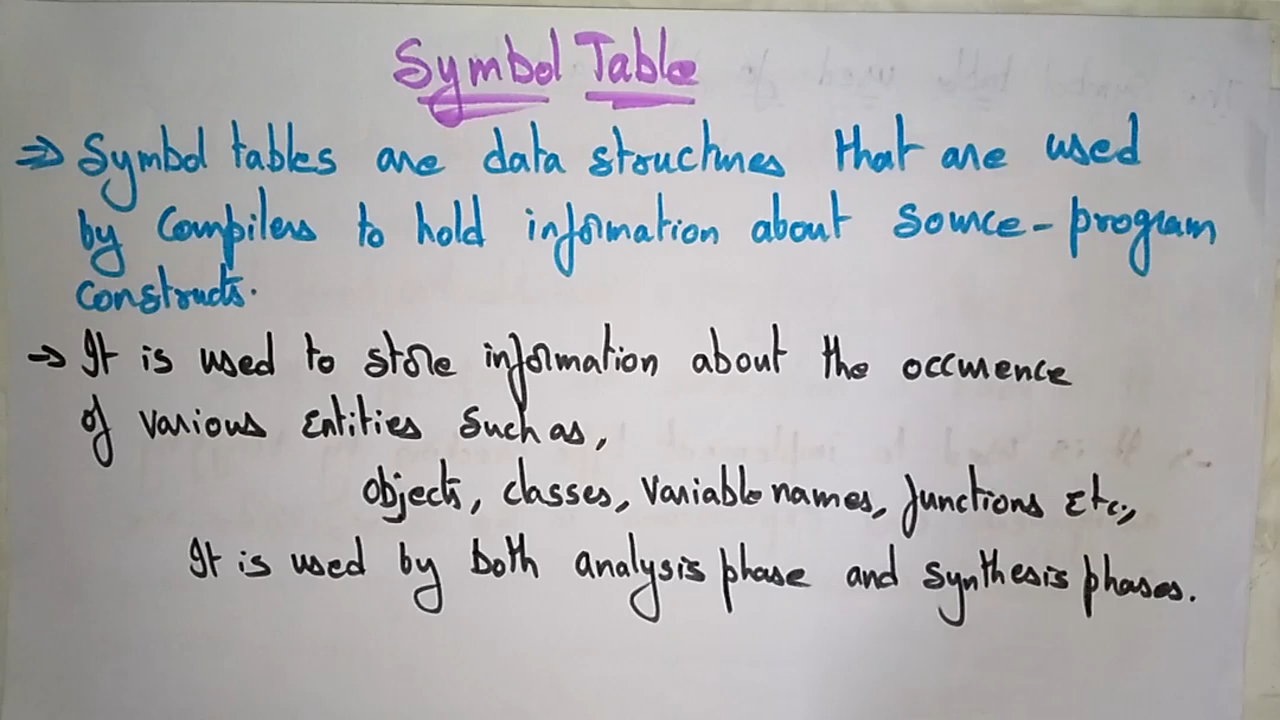 Symbol Table
⇒ Symbol tables are data structures that are used
by Compilers to hold information about source-program
constructs.
→ It is used to store information about the occurence
of various Entities such as,
objects, classes, variable names, functions Etc.,
It is used by both analysis phase and synthesis phases.